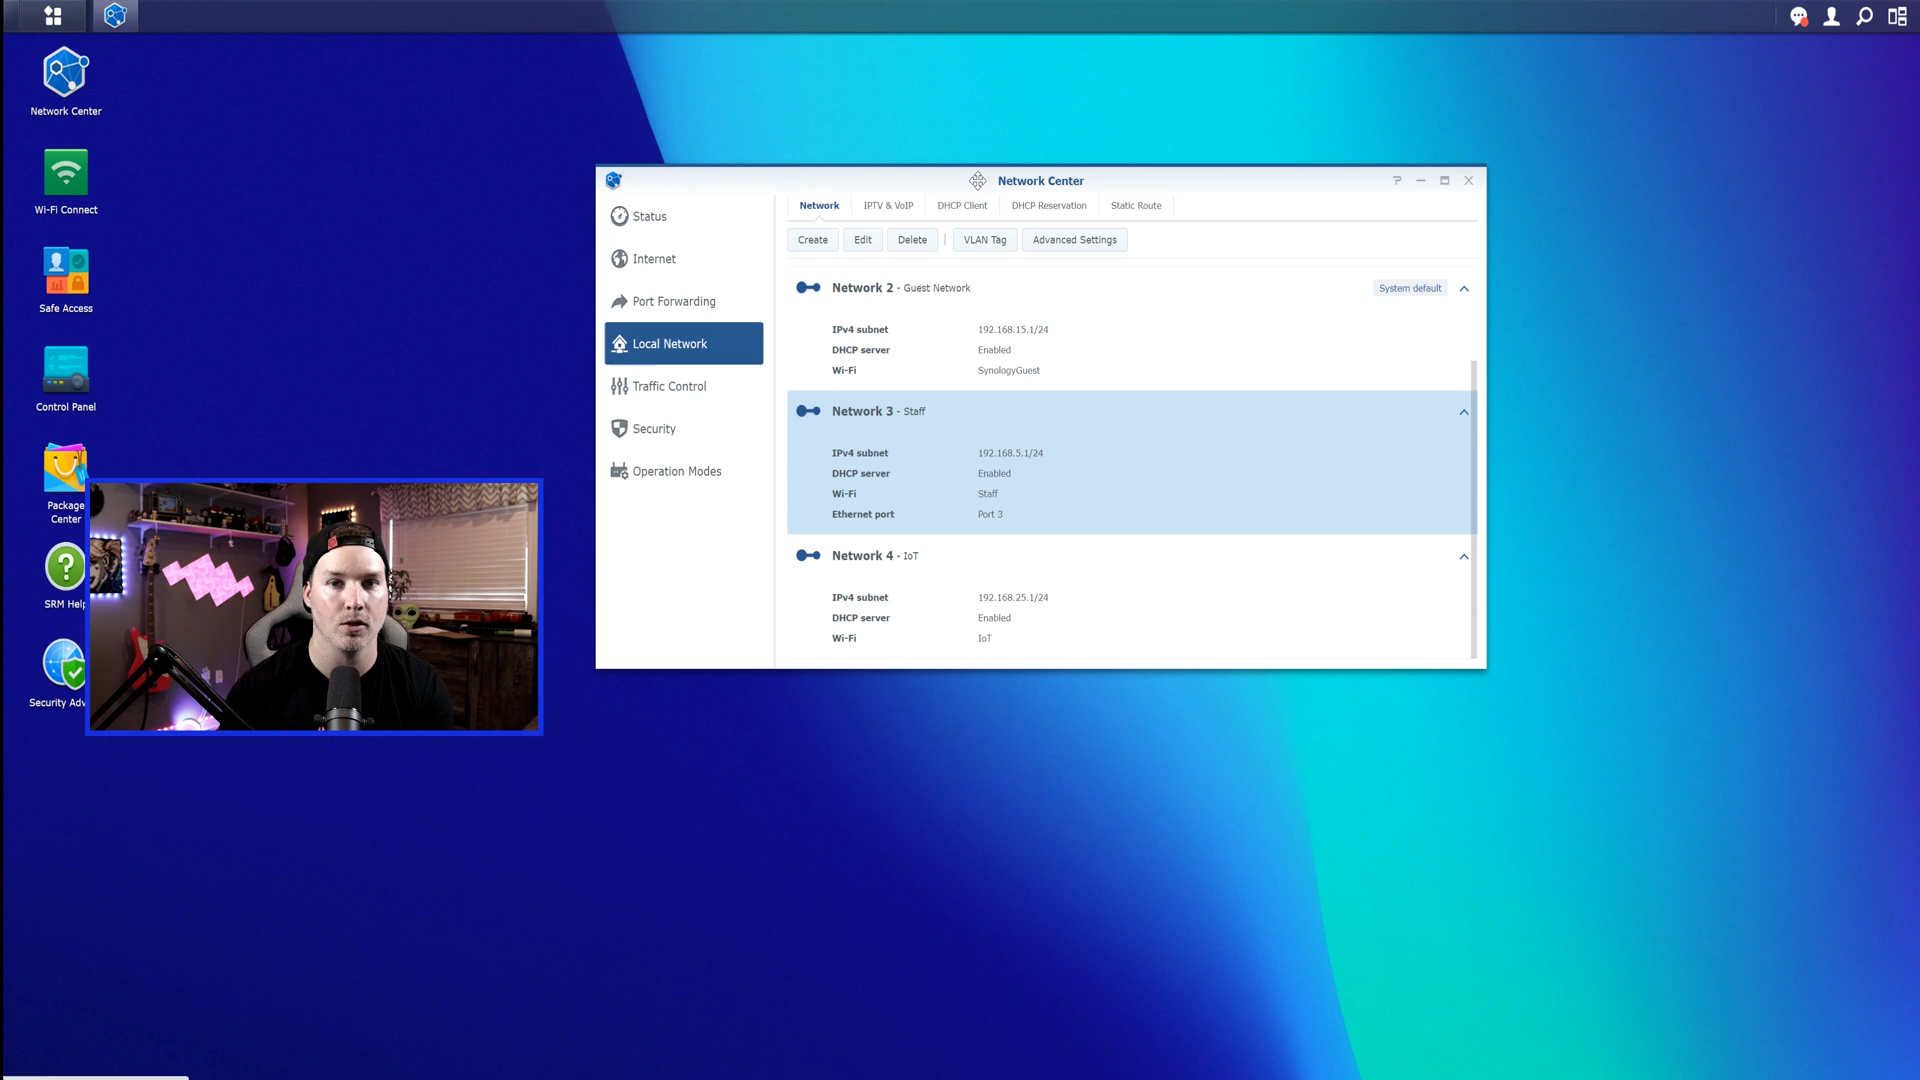 Network Center
Wi-Fi Connect
Safe Access
Control Panel
Package
Center
SRM Help
Security Adv
Network Center
?
Status
Internet
Port Forwarding
Local Network
Traffic Control
Security
Operation Modes
Network IPTV & VoIP DHCP Client DHCP Reservation Static Route
Create Edit Delete | VLAN Tag Advanced Settings
Network 2 - Guest Network System default
IPv4 subnet 192.168.15.1/24
DHCP server Enabled
Wi-Fi SynologyGuest
Network 3 - Staff
IPv4 subnet 192.168.5.1/24
DHCP server Enabled
Wi-Fi Staff
Ethernet port Port 3
Network 4 - IoT
IPv4 subnet 192.168.25.1/24
DHCP server Enabled
Wi-Fi IoT